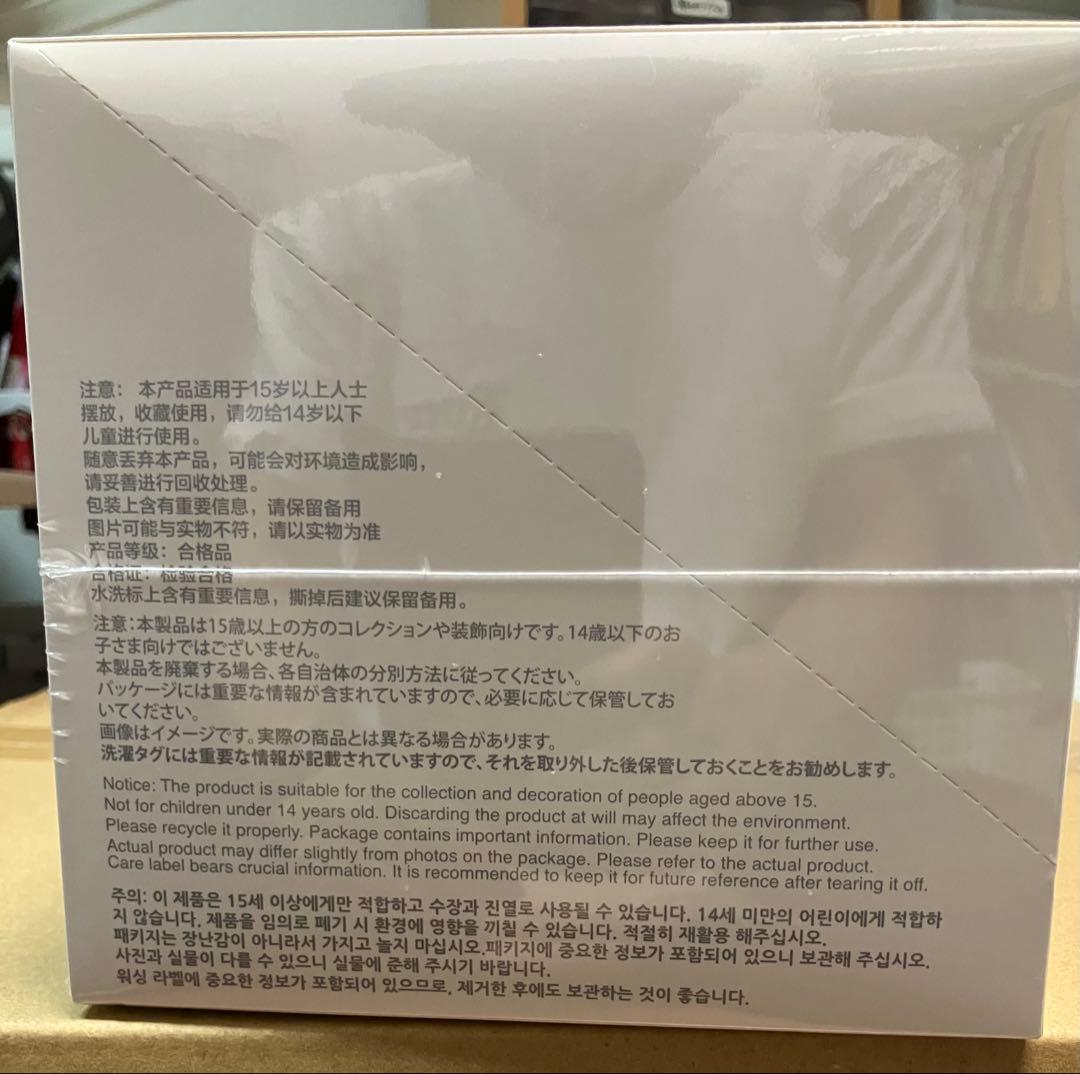 注意： 本产品适用于15岁以上人士
摆放，收藏使用，请勿给14岁以下
儿童进行使用。
随意丢弃本产品，可能会对环境造成影响，
请妥善进行回收处理。
包装上含有重要信息，请保留备用
图片可能与实物不符，请以实物为准
产品等级：合格品
合格证：检验合格
水洗标上含有重要信息，撕掉后建议保留备用。
注意：本製品は15歳以上の方のコレクションや装飾向けです。14歳以下のお
子さま向けではございません。
本製品を廃棄する場合、各自治体の分別方法に従ってください。
パッケージには重要な情報が含まれていますので、必要に応じて保管してお
いてください。
画像はイメージです。実際の商品とは異なる場合があります。
洗濯タグには重要な情報が記載されていますので、それを取り外した後保管しておくことをお勧めします。
Notice: The product is suitable for the collection and decoration of people aged above 15.
Not for children under 14 years old. Discarding the product at will may affect the environment.
Please recycle it properly. Package contains important information. Please keep it for further use.
Actual product may differ slightly from photos on the package. Please refer to the actual product.
Care label bears crucial information. It is recommended to keep it for future reference after tearing it off.
주의: 이 제품은 15세 이상에게만 적합하고 수장과 진열로 사용될 수 있습니다. 14세 미만의 어린이에게 적합하
지 않습니다. 제품을 임의로 폐기 시 환경에 영향을 끼칠 수 있습니다. 적절히 재활용 해주십시오.
패키지는 장난감이 아니라서 가지고 놀지 마십시오.패키지에 중요한 정보가 포함되어 있으니 보관해 주십시오.
사진과 실물이 다를 수 있으니 실물에 준해 주시기 바랍니다.
워싱 라벨에 중요한 정보가 포함되어 있으므로, 제거한 후에도 보관하는 것이 좋습니다.